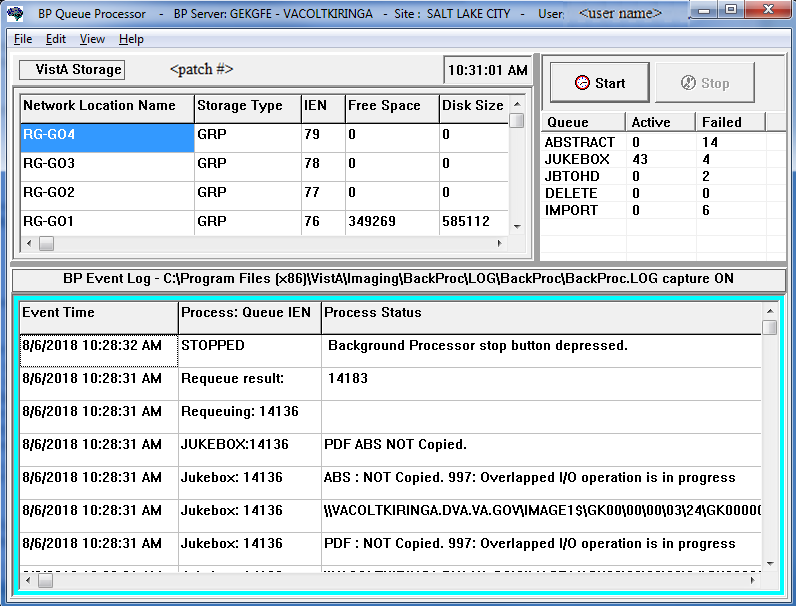 BP Queue Processor - BP Server: GEKGFE - VACOLTKIRINGA - Site : SALT LAKE CITY - User: <user name>
File Edit View Help
VistA Storage <patch #> 10:31:01 AM
Start Stop
Network Location Name Storage Type IEN Free Space Disk Size
RG-GO4 GRP 79 0 0
RG-GO3 GRP 78 0 0
RG-GO2 GRP 77 0 0
RG-GO1 GRP 76 349269 585112
Queue Active Failed
ABSTRACT 0 14
JUKEBOX 43 4
JBTOHD 0 2
DELETE 0 0
IMPORT 0 6
BP Event Log - C:\Program Files (x86)\VistA\Imaging\BackProc\LOG\BackProc\BackProc.LOG capture ON
Event Time Process: Queue IEN Process Status
8/6/2018 10:28:32 AM STOPPED Background Processor stop button depressed.
8/6/2018 10:28:31 AM Requeue result: 14183
8/6/2018 10:28:31 AM Requeuing: 14136
8/6/2018 10:28:31 AM JUKEBOX:14136 PDF ABS NOT Copied.
8/6/2018 10:28:31 AM Jukebox: 14136 ABS : NOT Copied. 997: Overlapped I/O operation is in progress
8/6/2018 10:28:31 AM Jukebox: 14136 \\VACOLTKIRINGA.DVA.VA.GOV\IMAGE1$\GK00\00\00\03\24\GK00000
8/6/2018 10:28:31 AM Jukebox: 14136 PDF : NOT Copied. 997: Overlapped I/O operation is in progress